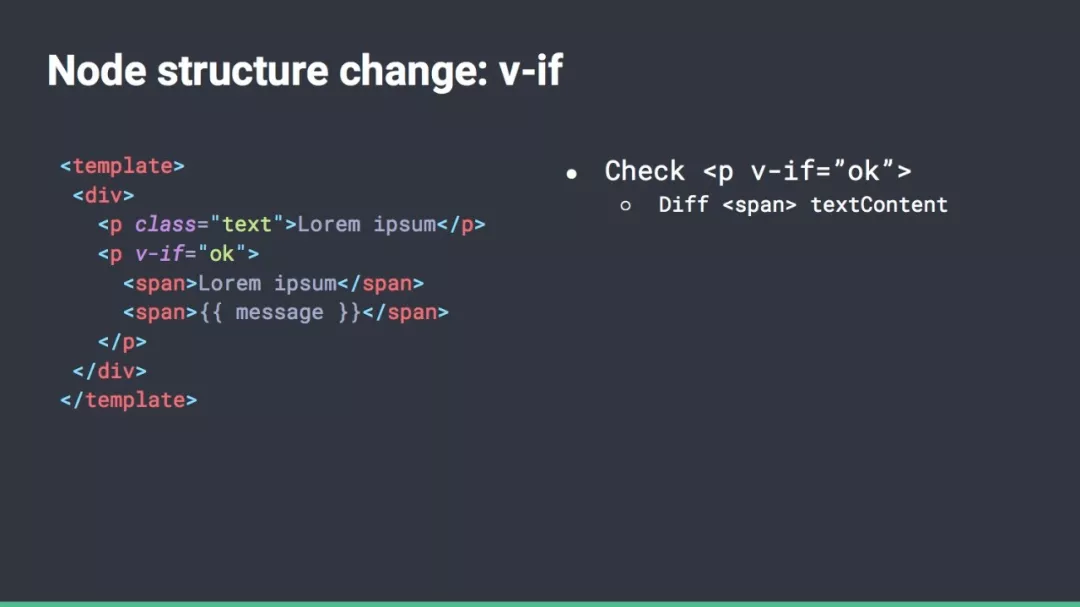 Node structure change: v-if
<template>
<div>
<p class="text">Lorem ipsum</p>
<p v-if="ok">
<span>Lorem ipsum</span>
<span>{{ message }}</span>
</p>
</div>
</template>
● Check <p v-if=”ok”>
○ Diff <span> textContent